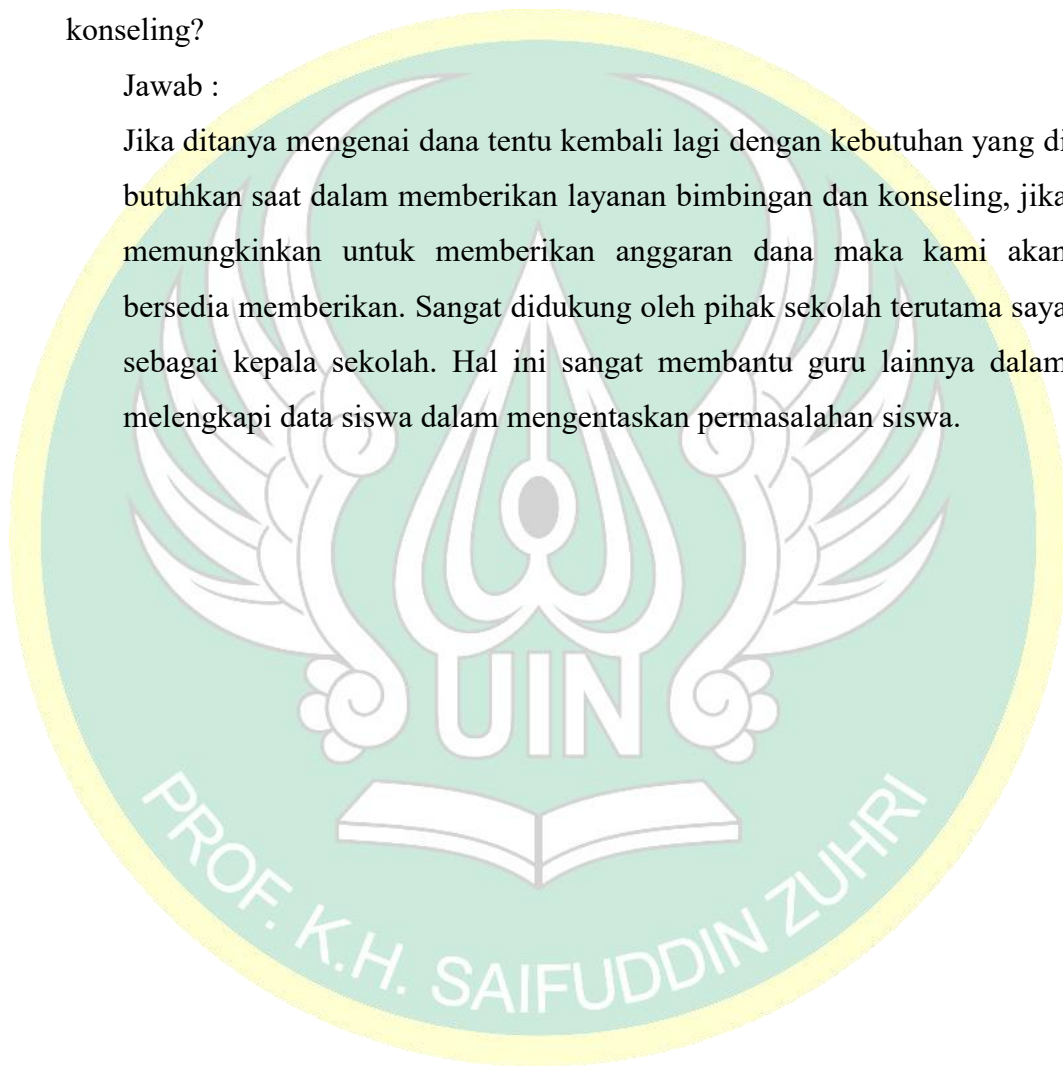 konseling?
Jawab :
Jika ditanya mengenai dana tentu kembali lagi dengan kebutuhan yang di
butuhkan saat dalam memberikan layanan bimbingan dan konseling, jika
memungkinkan untuk memberikan anggaran dana maka kami akan
bersedia memberikan. Sangat didukung oleh pihak sekolah terutama saya
sebagai kepala sekolah. Hal ini sangat membantu guru lainnya dalam
melengkapi data siswa dalam mengentaskan permasalahan siswa.
UIN
PROF. K.H. SAIFUDDIN ZUHRI